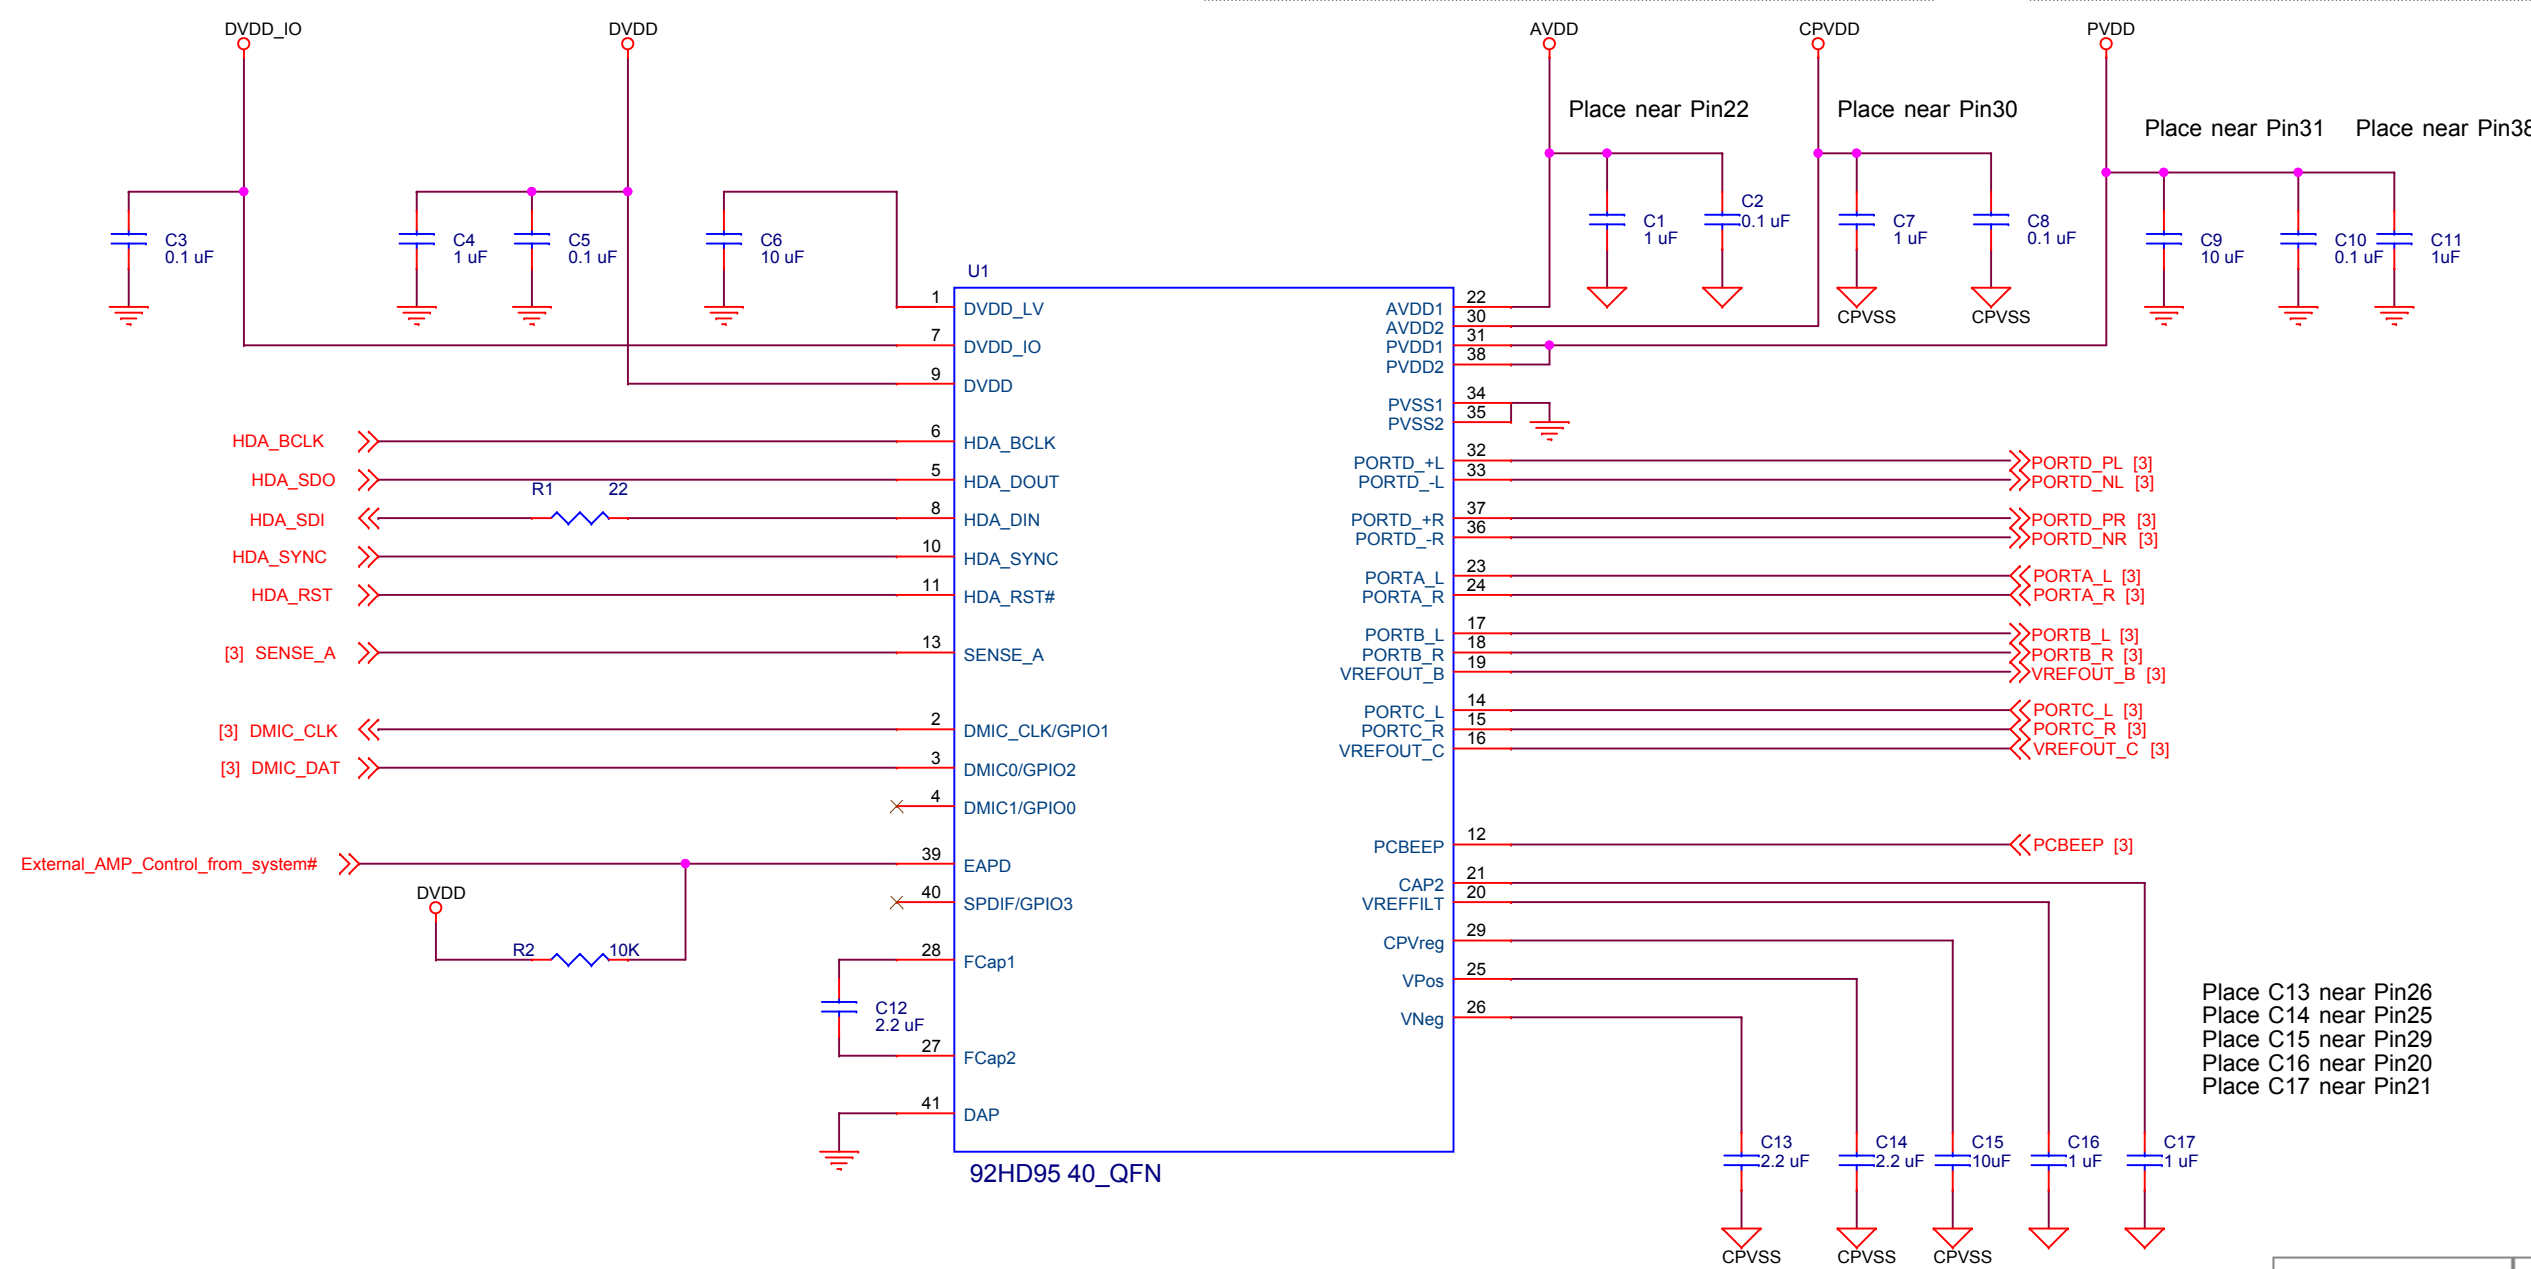 DVDD_IO
DVDD
AVDD
CPVDD
PVDD
Place near Pin22
Place near Pin30
Place near Pin31
Place near Pin38
C3
0.1 uF
C4
1 uF
C5
0.1 uF
C6
10 uF
C1
1 uF
C2
0.1 uF
C7
1 uF
C8
0.1 uF
C9
10 uF
C10
0.1 uF
C11
1uF
CPVSS
CPVSS
U1
1 DVDD_LV
7 DVDD_IO
9 DVDD
HDA_BCLK 6 HDA_BCLK
HDA_SDO 5 HDA_DOUT
R1 22
HDA_SDI 8 HDA_DIN
HDA_SYNC 10 HDA_SYNC
HDA_RST 11 HDA_RST#
[3] SENSE_A 13 SENSE_A
[3] DMIC_CLK 2 DMIC_CLK/GPIO1
[3] DMIC_DAT 3 DMIC0/GPIO2
4 DMIC1/GPIO0
External_AMP_Control_from_system# 39 EAPD
DVDD
40 SPDIF/GPIO3
R2 10K
28 FCap1
C12
2.2 uF
27 FCap2
41 DAP
AVDD1 22
AVDD2 30
PVDD1 31
PVDD2 38
PVSS1 34
PVSS2 35
PORTD_+L 32 PORTD_PL [3]
PORTD_-L 33 PORTD_NL [3]
PORTD_+R 37 PORTD_PR [3]
PORTD_-R 36 PORTD_NR [3]
PORTA_L 23 PORTA_L [3]
PORTA_R 24 PORTA_R [3]
PORTB_L 17 PORTB_L [3]
PORTB_R 18 PORTB_R [3]
VREFOUT_B 19 VREFOUT_B [3]
PORTC_L 14 PORTC_L [3]
PORTC_R 15 PORTC_R [3]
VREFOUT_C 16 VREFOUT_C [3]
PCBEEP 12 PCBEEP [3]
CAP2 21
VREFFILT 20
CPVreg 29
VPos 25
VNeg 26
Place C13 near Pin26
Place C14 near Pin25
Place C15 near Pin29
Place C16 near Pin20
Place C17 near Pin21
C13
2.2 uF
C14
2.2 uF
C15
10uF
C16
1 uF
C17
1 uF
CPVSS
CPVSS
CPVSS
92HD95 40_QFN